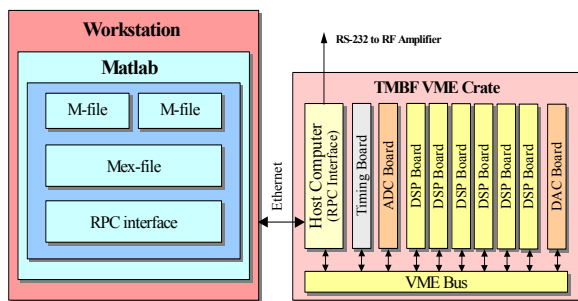 Workstation
Matlab
M-file
M-file
Mex-file
RPC interface
Ethernet
RS-232 to RF Amplifier
TMBF VME Crate
Host Computer
(RPC Interface)
Timing Board
ADC Board
DSP Board
DSP Board
DSP Board
DSP Board
DSP Board
DSP Board
DAC Board
VME Bus